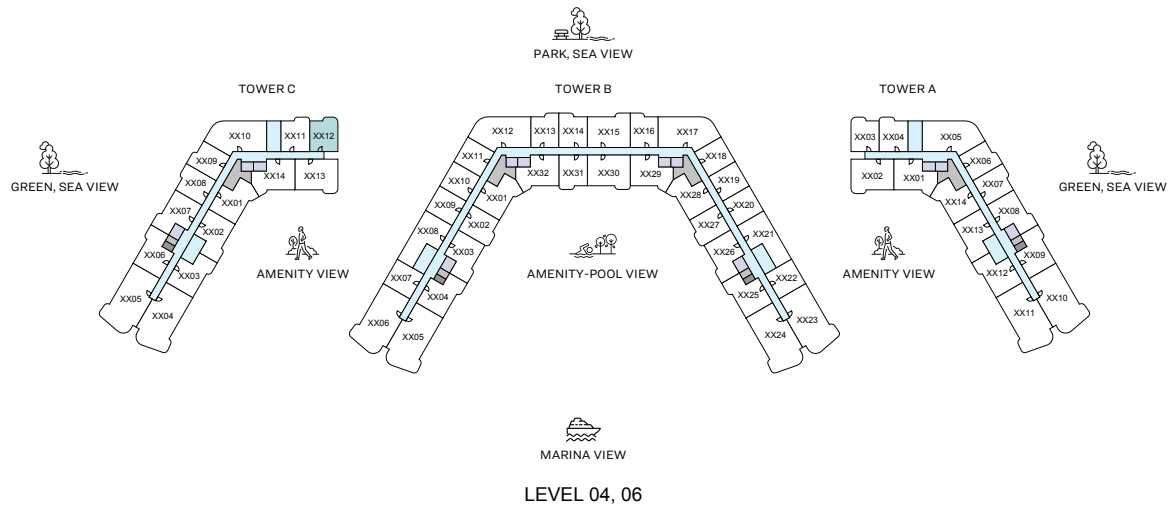 PARK, SEA VIEW
TOWER C
TOWER B
TOWER A
GREEN, SEA VIEW
GREEN, SEA VIEW
XX10
XX11
XX12
XX09
XX14
XX13
XX08
XX01
XX07
XX02
XX06
XX03
XX05
XX04
AMENITY VIEW
XX12
XX13
XX14
XX15
XX16
XX17
XX11
XX32
XX31
XX30
XX29
XX18
XX10
XX01
XX28
XX19
XX09
XX02
XX27
XX20
XX08
XX03
XX26
XX21
XX07
XX04
XX25
XX22
XX06
XX05
XX24
XX23
AMENITY-POOL VIEW
XX03
XX04
XX05
XX02
XX01
XX06
XX14
XX07
XX13
XX08
XX12
XX09
XX11
XX10
AMENITY VIEW
MARINA VIEW
LEVEL 04, 06